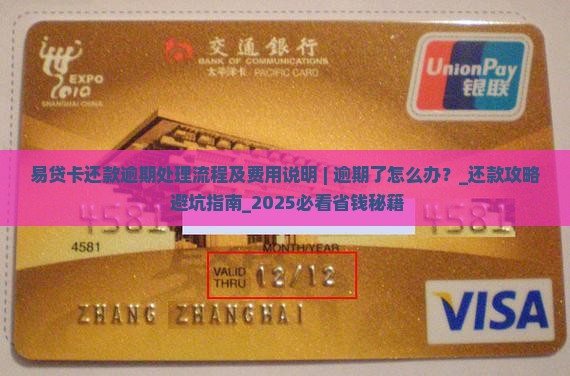 EXPO
2010
SHANGHAI CHINA
交通銀行
BANK OF COMMUNICATIONS
太平洋卡 PACIFIC CARD
UnionPay
银联
易贷卡还款逾期处理流程及费用说明 | 逾期了怎么办？_还款攻略
避坑指南_2025必看省钱秘籍
4581 4581
4581
MONTH/YEAR
VALID
THRU 12/12
ZHANG ZHANGHAI
VISA